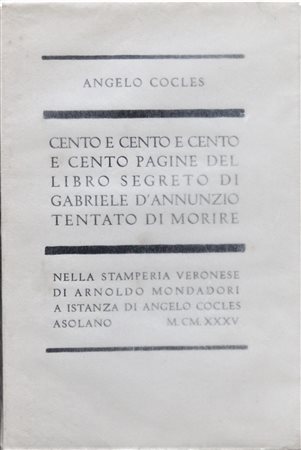 ANGELO COCLES
CENTO E CENTO E CENTO
E CENTO PAGINE DEL
LIBRO SEGRETO DI
GABRIELE D'ANNUNZIO
TENTATO DI MORIRE
NELLA STAMPERIA VERONESE
DI ARNOLDO MONDADORI
A ISTANZA DI ANGELO COCLES
ASOLANO M.CM.XXXV